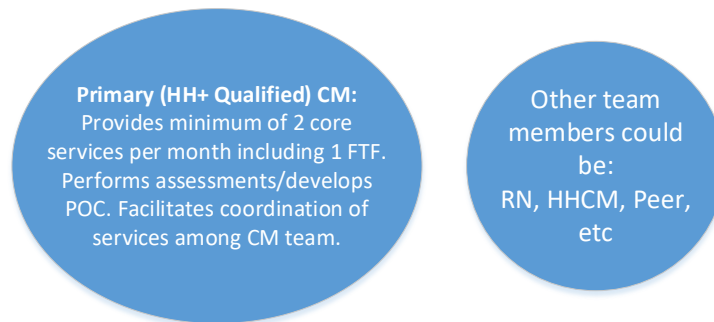 Primary (HH+ Qualified) CM:
Provides minimum of 2 core
services per month including 1 FTF.
Performs assessments/develops
POC. Facilitates coordination of
services among CM team.
Other team
members could
be:
RN, HHCM, Peer,
etc